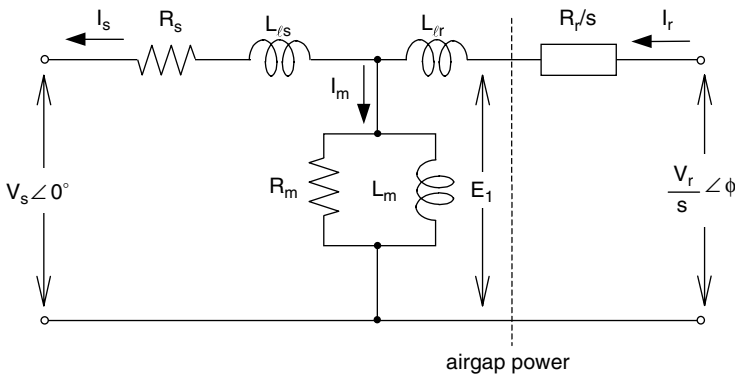 I_s
R_s
L_ℓs
L_ℓr
R_r/s
I_r
I_m
V_s∠0°
R_m
L_m
E_1
V_r
s
∠ϕ
airgap power